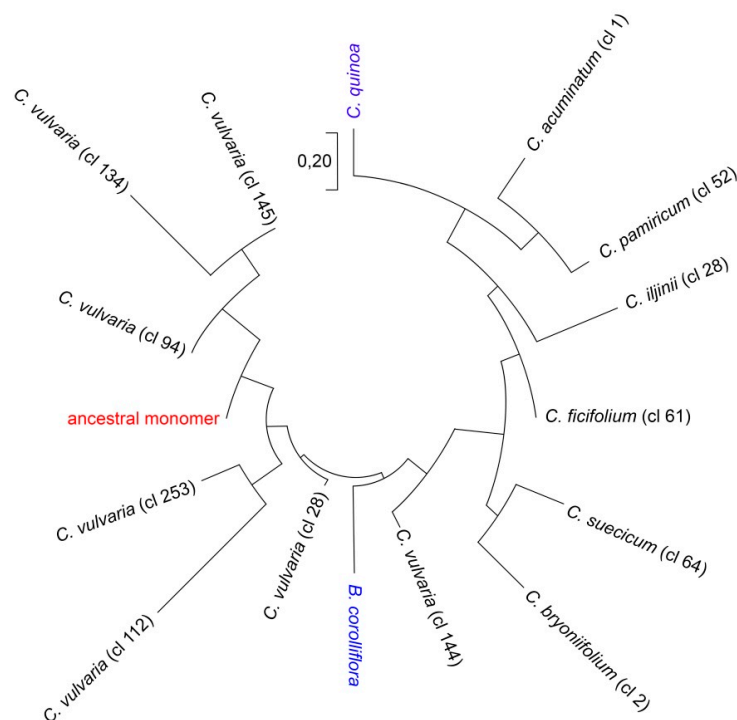 C. quinoa
C. acuminatum (cl 1)
C. pamiricum (cl 52)
C. iljinii (cl 28)
C. ficifolium (cl 61)
C. suecicum (cl 64)
C. bryoniifolium (cl 2)
C. vulvaria (cl 144)
B. corolliflora
C. vulvaria (cl 28)
C. vulvaria (cl 112)
C. vulvaria (cl 253)
ancestral monomer
C. vulvaria (cl 94)
C. vulvaria (cl 134)
C. vulvaria (cl 145)
0,20